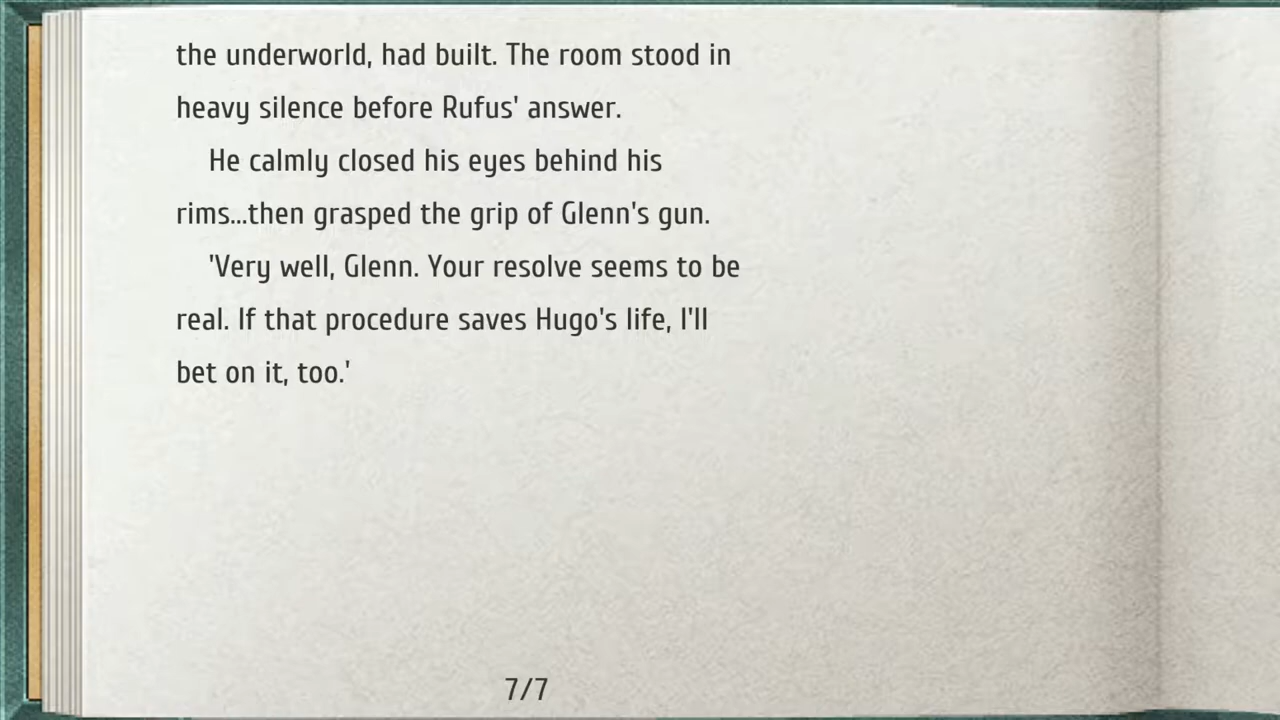 the underworld, had built. The room stood in
heavy silence before Rufus' answer.
He calmly closed his eyes behind his
rims...then grasped the grip of Glenn's gun.
'Very well, Glenn. Your resolve seems to be
real. If that procedure saves Hugo's life, I'll
bet on it, too.'
7/7